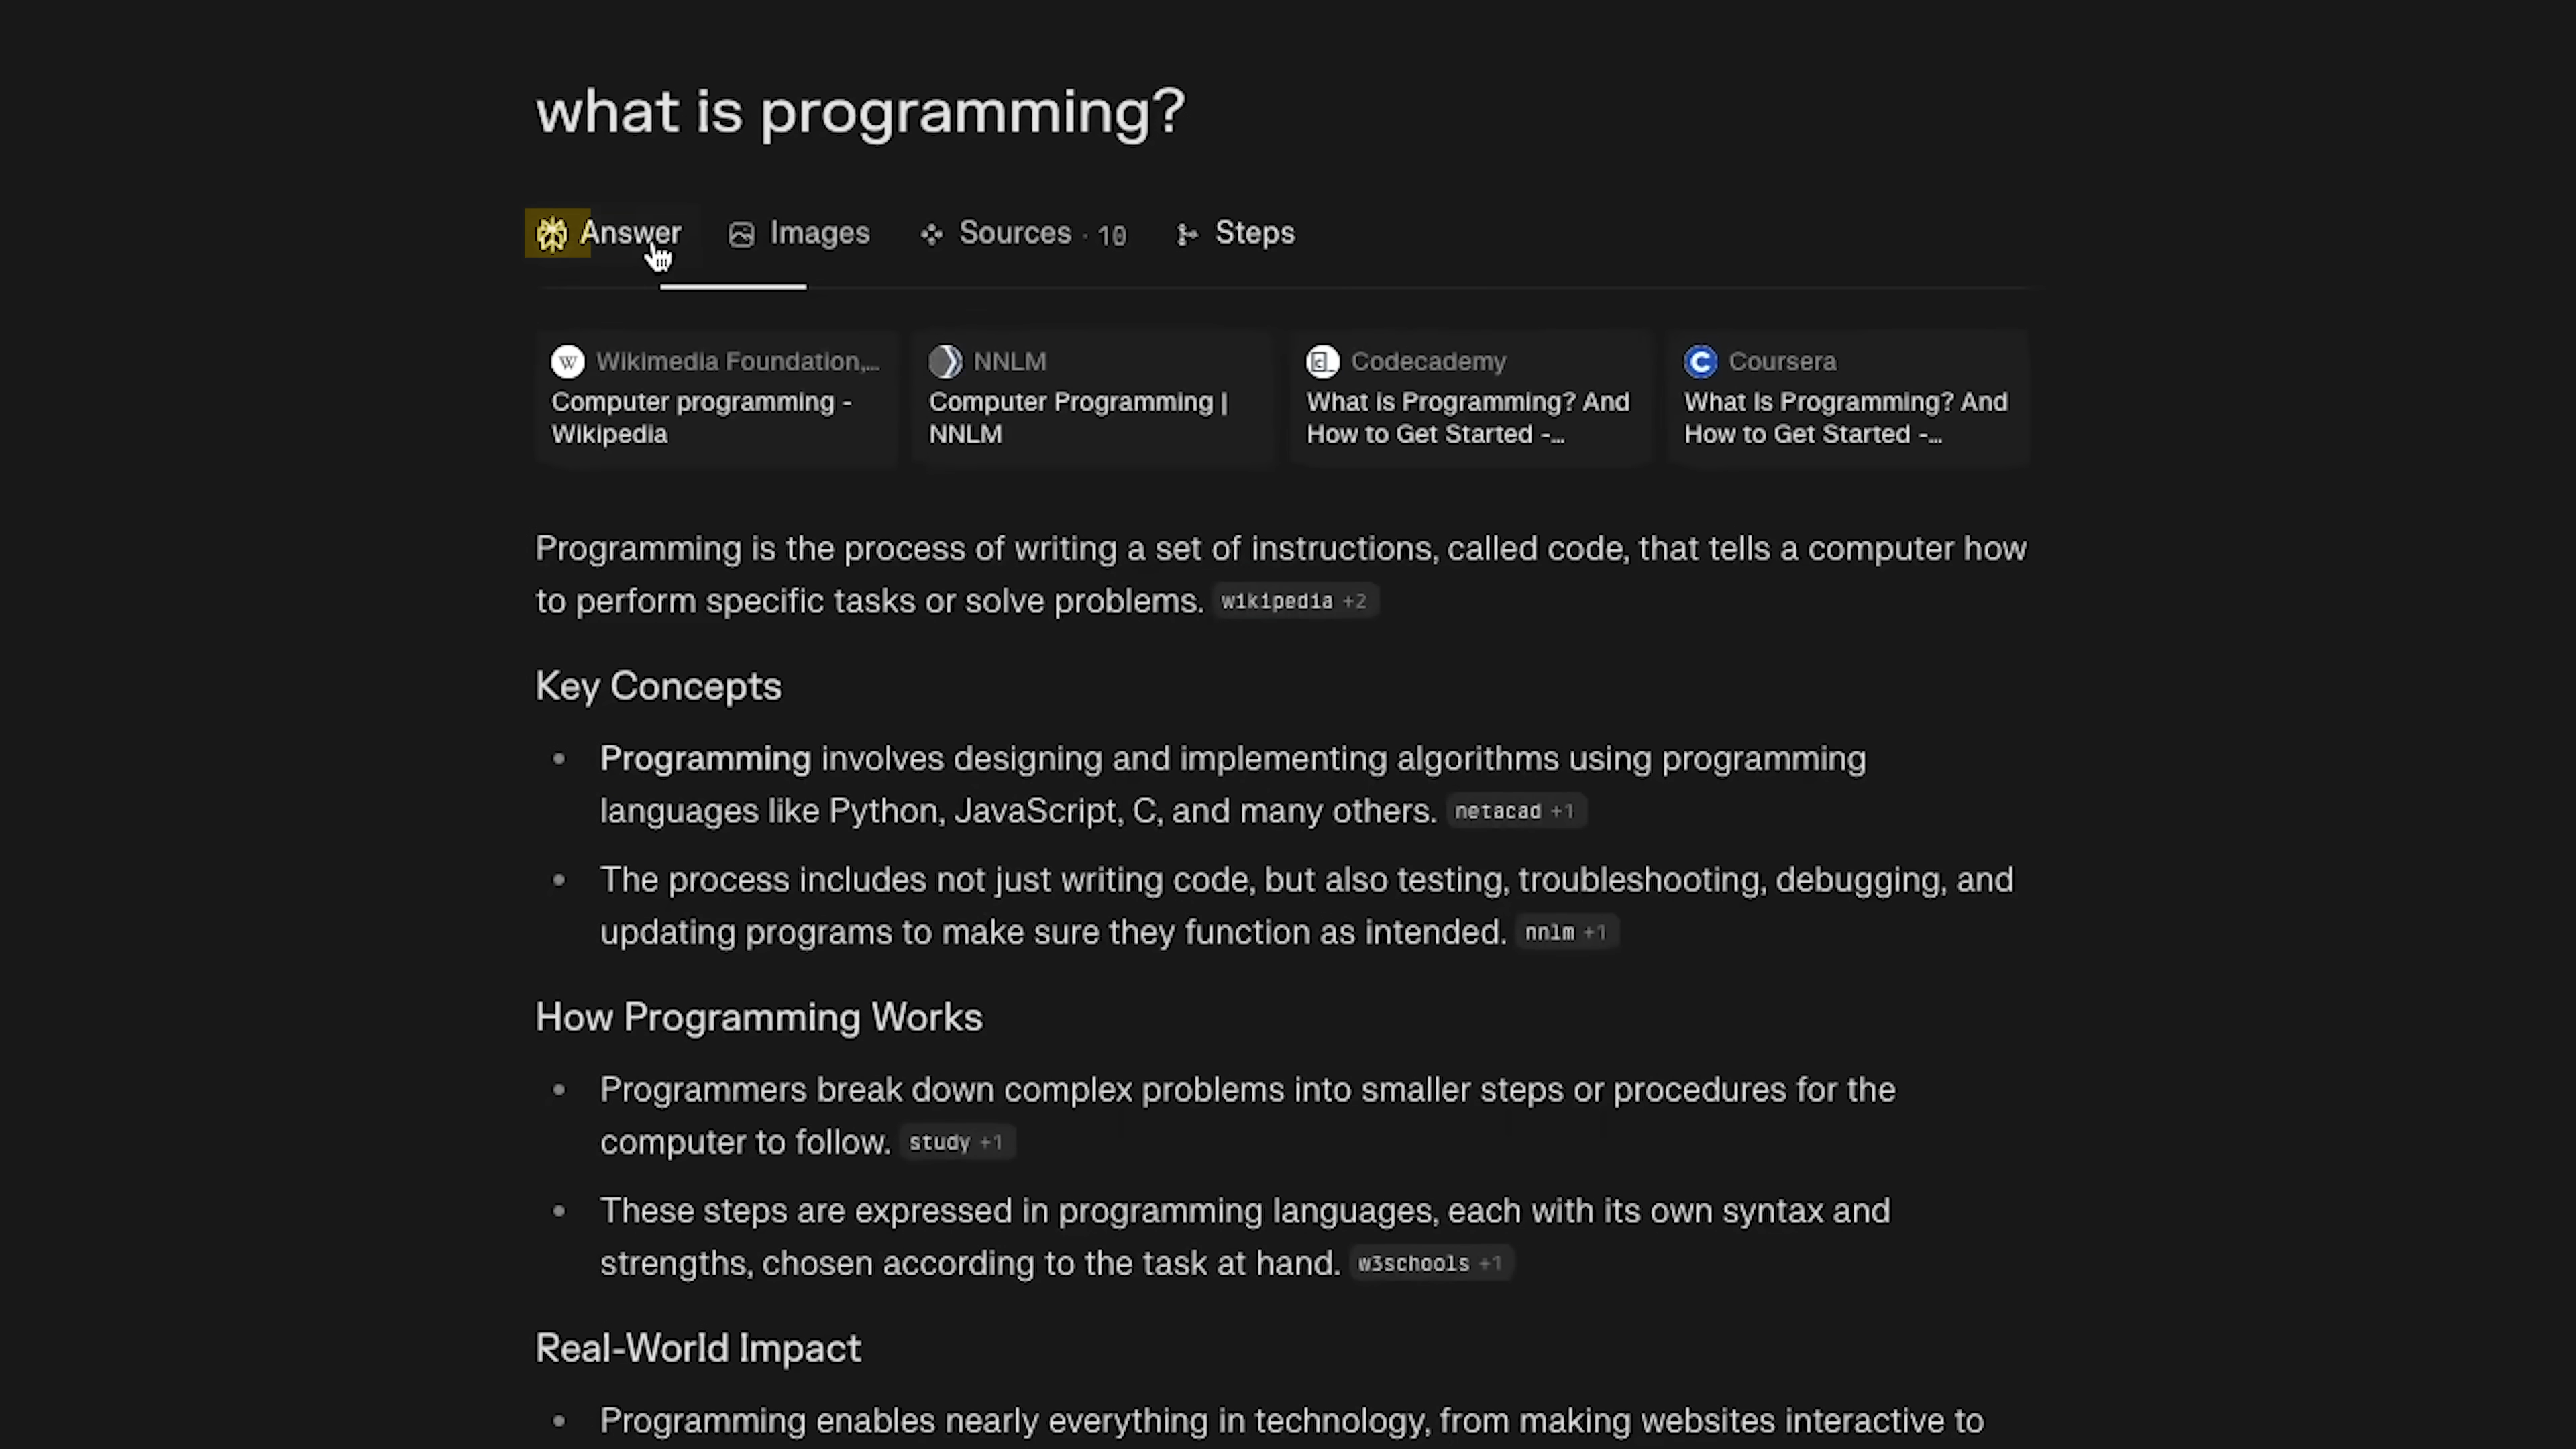 what is programming?
Answer Images Sources · 10 Steps
Wikimedia Foundation,...
Computer programming -
Wikipedia
NNLM
Computer Programming |
NNLM
Codecademy
What is Programming? And
How to Get Started -...
Coursera
What Is Programming? And
How to Get Started -...
Programming is the process of writing a set of instructions, called code, that tells a computer how
to perform specific tasks or solve problems. wikipedia +2
Key Concepts
• Programming involves designing and implementing algorithms using programming
languages like Python, JavaScript, C, and many others. netacad +1
• The process includes not just writing code, but also testing, troubleshooting, debugging, and
updating programs to make sure they function as intended. nnlm +1
How Programming Works
• Programmers break down complex problems into smaller steps or procedures for the
computer to follow. study +1
• These steps are expressed in programming languages, each with its own syntax and
strengths, chosen according to the task at hand. w3schools +1
Real-World Impact
• Programming enables nearly everything in technology, from making websites interactive to